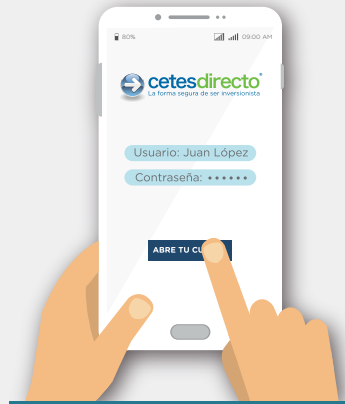 80%
09:00 AM
cetesdirecto
La forma segura de ser inversionista
Usuario: Juan López
Contraseña: ••••••
ABRE TU